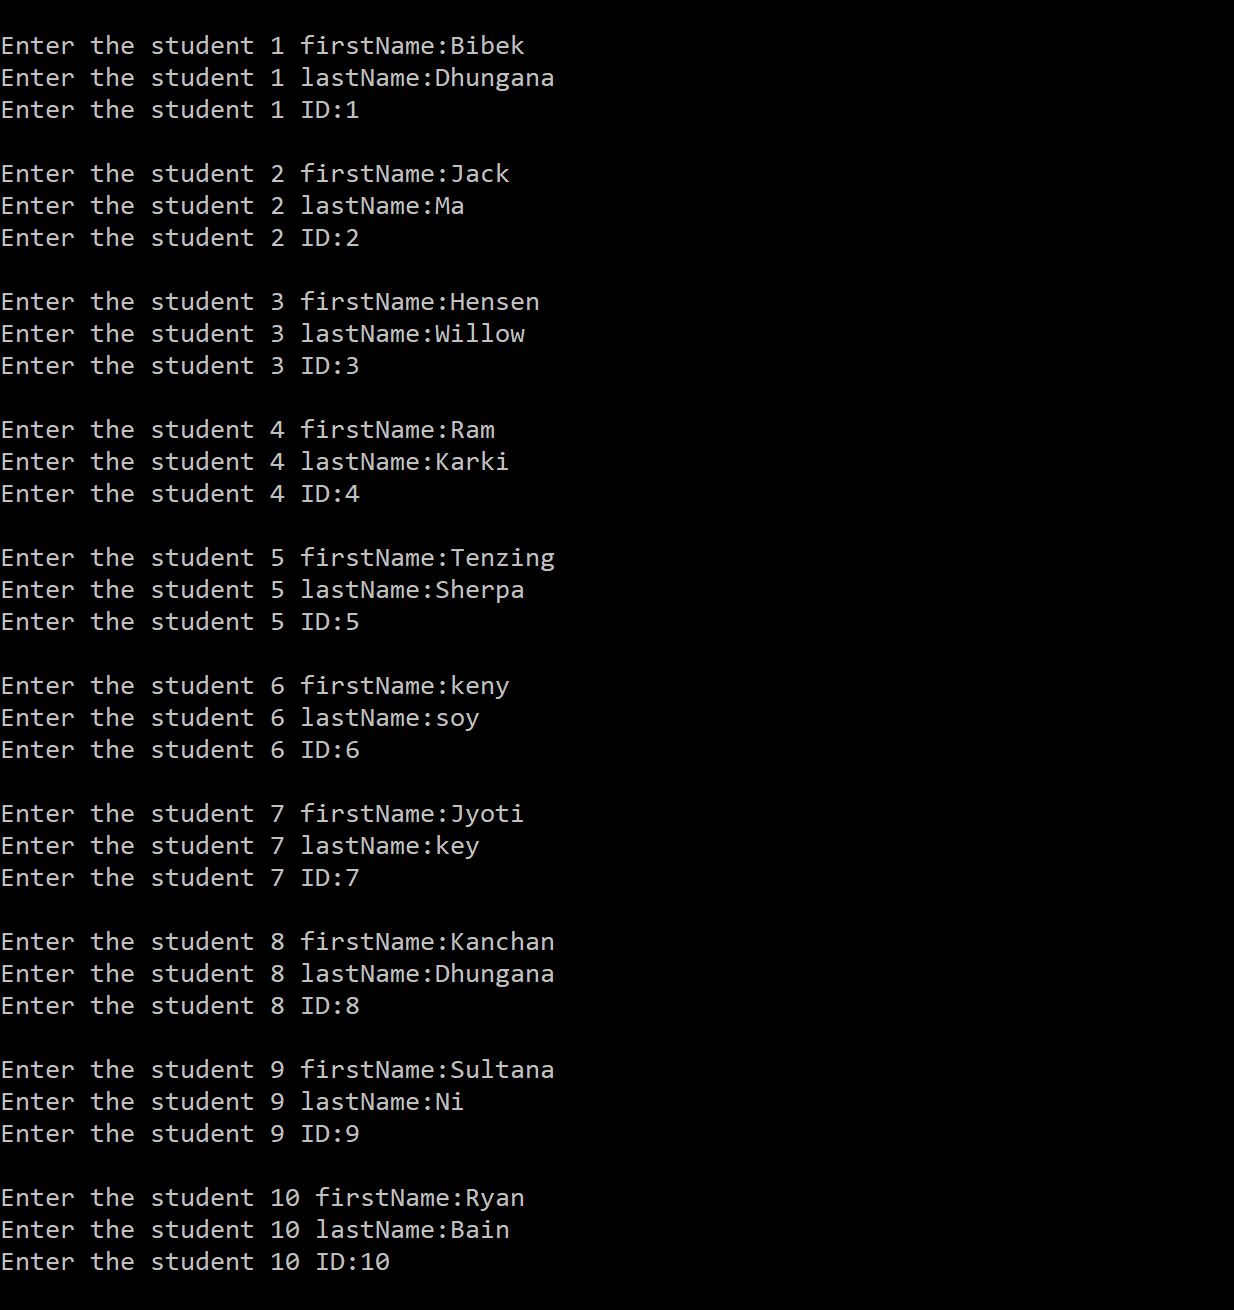 Enter the student 1 firstName:Bibek
Enter the student 1 lastName:Dhungana
Enter the student 1 ID:1
Enter the student 2 firstName:Jack
Enter the student 2 lastName:Ma
Enter the student 2 ID:2
Enter the student 3 firstName:Hensen
Enter the student 3 lastName:Willow
Enter the student 3 ID:3
Enter the student 4 firstName:Ram
Enter the student 4 lastName:Karki
Enter the student 4 ID:4
Enter the student 5 firstName:Tenzing
Enter the student 5 lastName:Sherpa
Enter the student 5 ID:5
Enter the student 6 firstName:keny
Enter the student 6 lastName:soy
Enter the student 6 ID:6
Enter the student 7 firstName:Jyoti
Enter the student 7 lastName:key
Enter the student 7 ID:7
Enter the student 8 firstName:Kanchan
Enter the student 8 lastName:Dhungana
Enter the student 8 ID:8
Enter the student 9 firstName:Sultana
Enter the student 9 lastName:Ni
Enter the student 9 ID:9
Enter the student 10 firstName:Ryan
Enter the student 10 lastName:Bain
Enter the student 10 ID:10